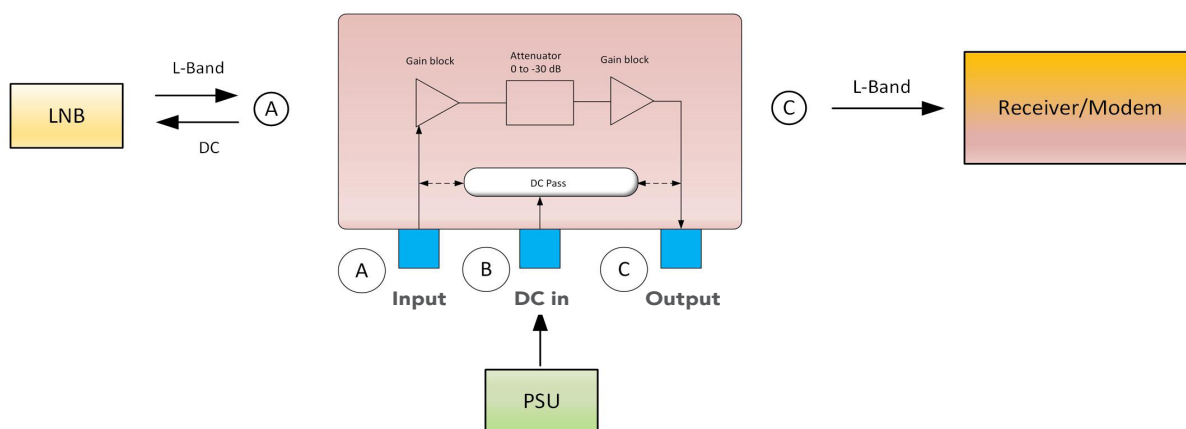 LNB
L-Band
DC
A
Gain block
Attenuator
0 to -30 dB
Gain block
DC Pass
A
B
C
Input
DC in
Output
PSU
C
L-Band
Receiver/Modem